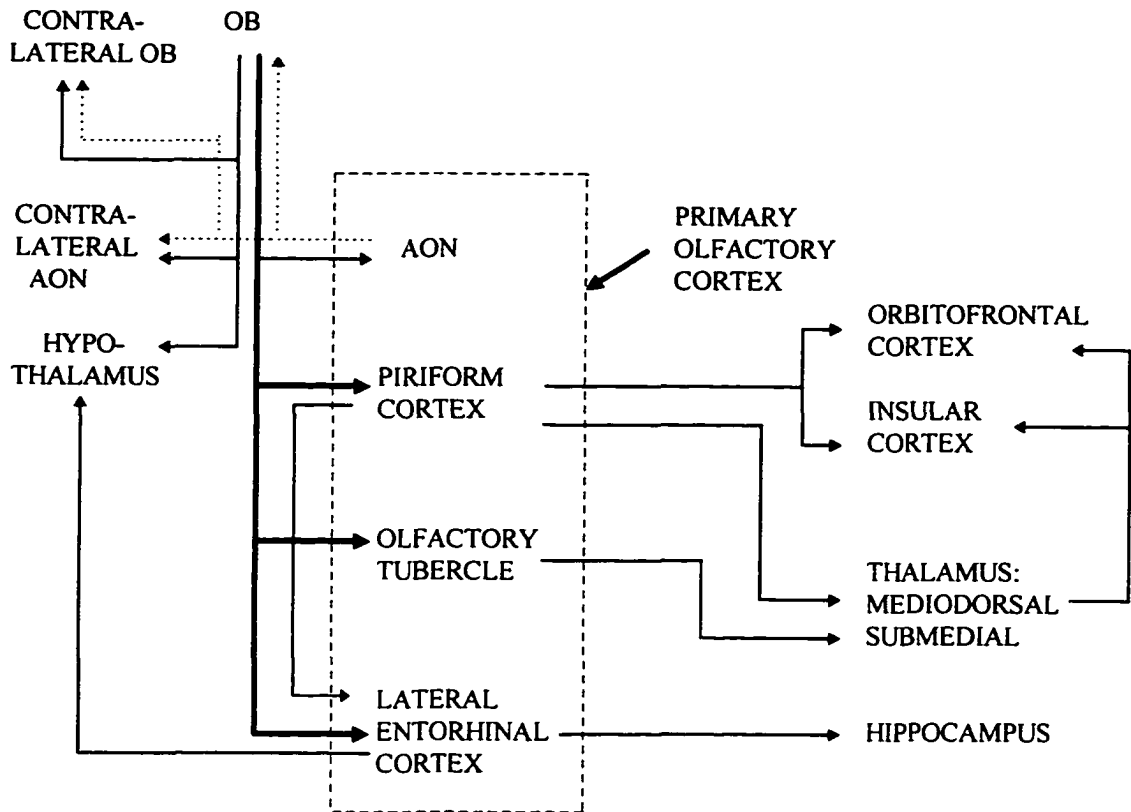 CONTRA-
LATERAL OB
OB
CONTRA-
LATERAL
AON
AON
PRIMARY
OLFACTORY
CORTEX
HYPO-
THALAMUS
PIRIFORM
CORTEX
ORBITOFRONTAL
CORTEX
INSULAR
CORTEX
OLFACTORY
TUBERCLE
THALAMUS:
MEDIODORSAL
SUBMEDIAL
LATERAL
ENTORHINAL
CORTEX
HIPPOCAMPUS